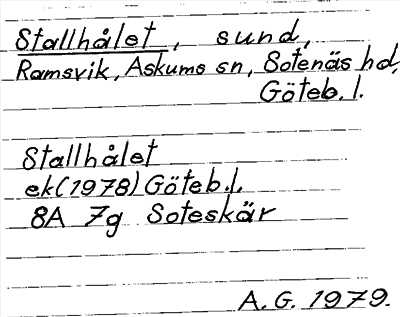 Stallhålet, sund,
Ramsvik, Askums sn, Sotenäs hd,
Göteb. l.
Stallhålet
ek(1978) Göteb.l.
8A 7g Soteskär
A. G. 1979.